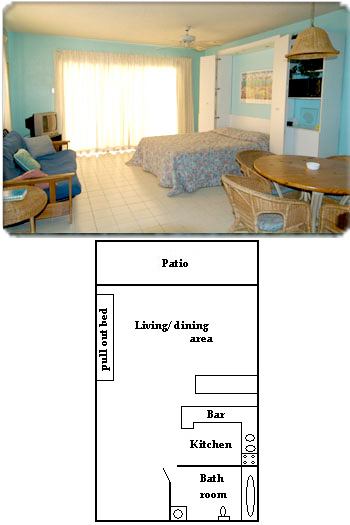 Patio
pull out bed
Living/dining
area
Bar
Kitchen
Bath
room